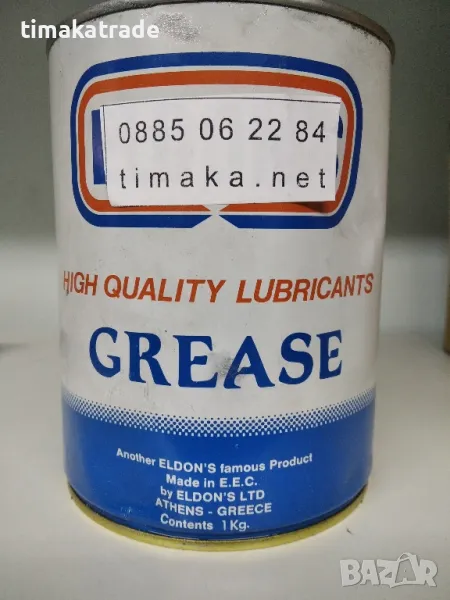 timakatrade
0885 06 22 84
timaka.net
HIGH QUALITY LUBRICANTS
GREASE
Another ELDON'S famous Product
Made in E.E.C.
by ELDON'S LTD
ATHENS - GREECE
Contents 1Kg.
BAZAR